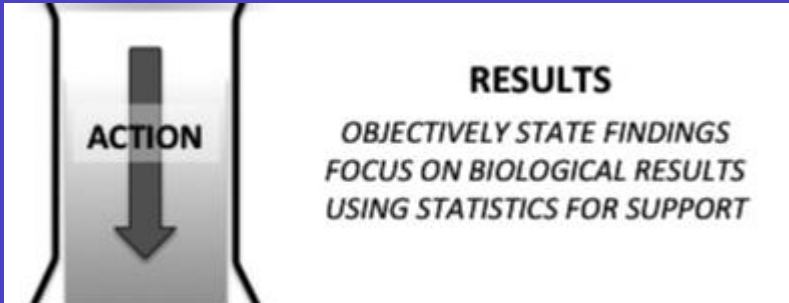 ACTION
RESULTS
OBJECTIVELY STATE FINDINGS
FOCUS ON BIOLOGICAL RESULTS
USING STATISTICS FOR SUPPORT